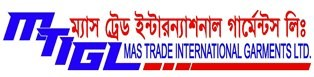 ম্যাস ট্রেড ইন্টারন্যাশনাল গার্মেন্টস লিঃ
MTIGL MAS TRADE INTERNATIONAL GARMENTS LTD.